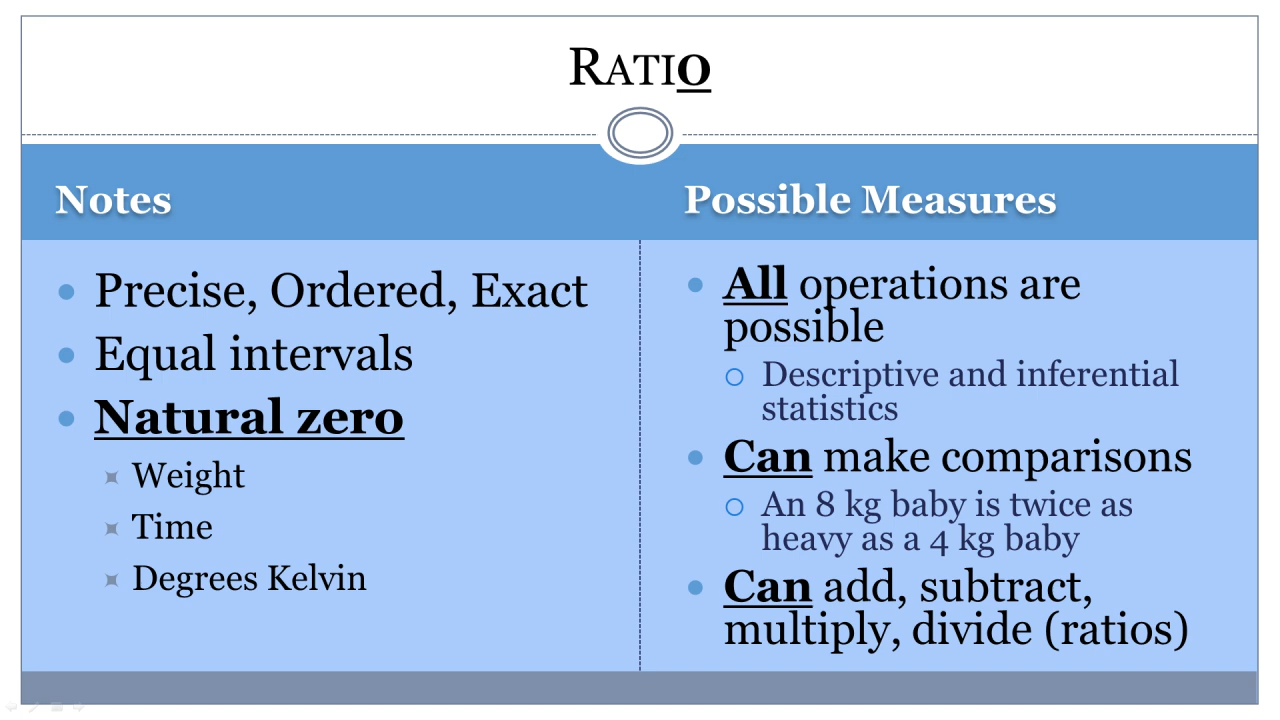 RATIO
Notes
Precise, Ordered, Exact
Equal intervals
Natural zero
Weight
Time
Degrees Kelvin
Possible Measures
All operations are
possible
Descriptive and inferential
statistics
Can make comparisons
An 8 kg baby is twice as
heavy as a 4 kg baby
Can add, subtract,
multiply, divide (ratios)